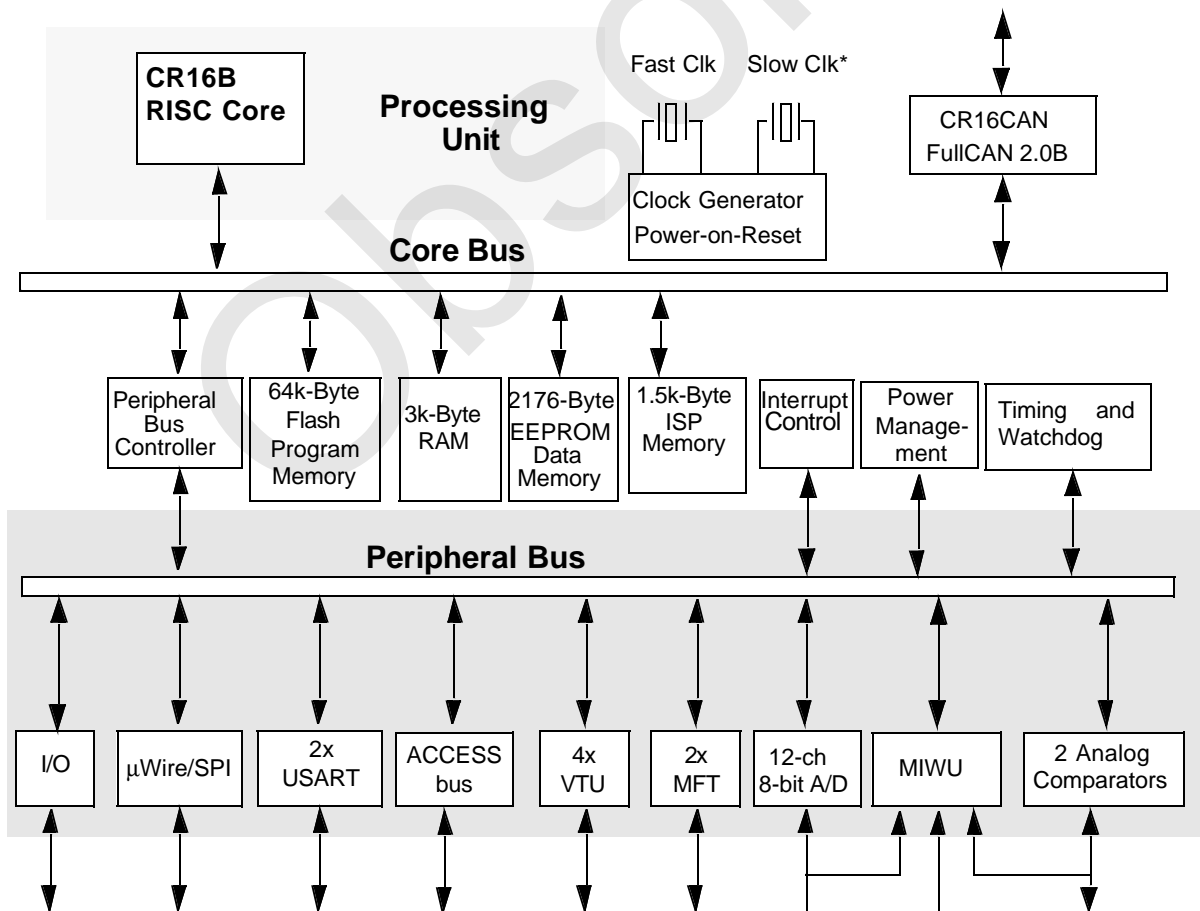 CR16B
RISC Core
Processing
Unit
Fast Clk
Slow Clk*
CR16CAN
FullCAN 2.0B
Clock Generator
Power-on-Reset
Core Bus
Peripheral
Bus
Controller
64k-Byte
Flash
Program
Memory
3k-Byte
RAM
2176-Byte
EEPROM
Data
Memory
1.5k-Byte
ISP
Memory
Interrupt
Control
Power
Manage-
ment
Timing and
Watchdog
Peripheral Bus
I/O
µWire/SPI
2x
USART
ACCESS
bus
4x
VTU
2x
MFT
12-ch
8-bit A/D
MIWU
2 Analog
Comparators